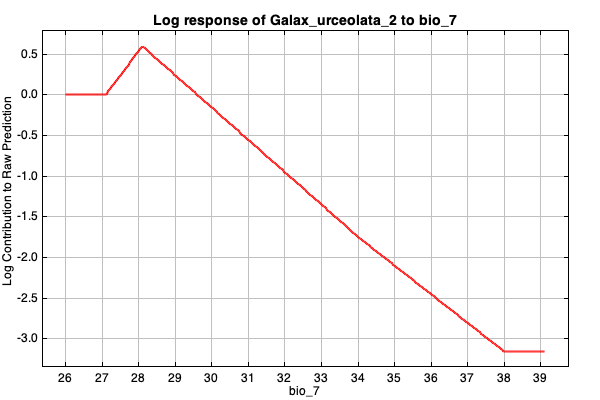 Log response of Galax_urceolata_2 to bio_7
Log Contribution to Raw Prediction
0.5
0.0
-0.5
-1.0
-1.5
-2.0
-2.5
-3.0
26 27 28 29 30 31 32 33 34 35 36 37 38 39
bio_7